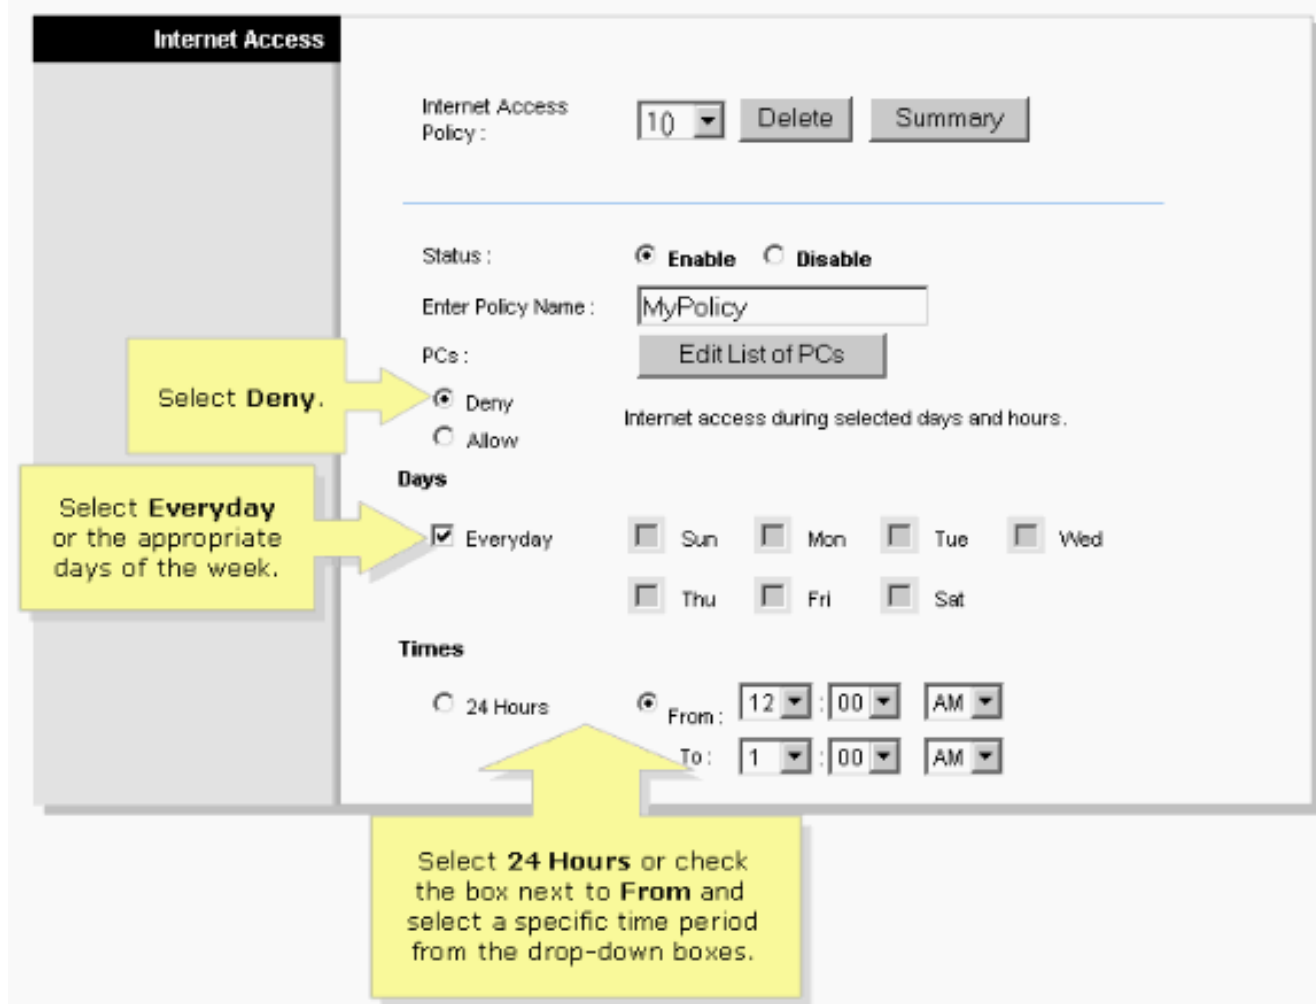 Internet Access
Internet Access
Policy :
1() Delete Summary
Status : Enable Disable
Enter Policy Name : MyPolicy
PCs : Edit List of PCs
Select Deny.
Deny
Internet access during selected days and hours.
Allow
Days
Select Everyday
or the appropriate
days of the week.
Everyday Sun Mon Tue Wed
Thu Fri Sat
Times
24 Hours From : 12 : 00 AM
To : 1 : 00 AM
Select 24 Hours or check
the box next to From and
select a specific time period
from the drop-down boxes.